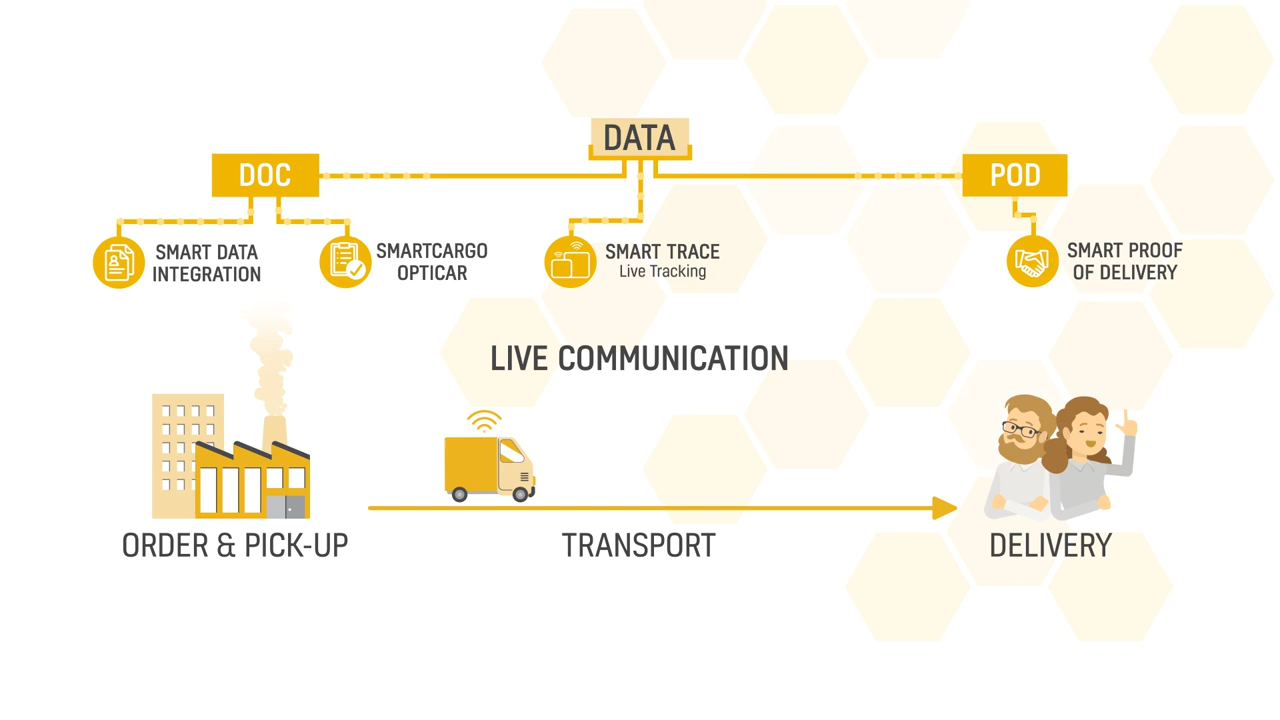 DATA
DOC
POD
SMART DATA
INTEGRATION
SMARTCARGO
OPTICAR
SMART TRACE
Live Tracking
SMART PROOF
OF DELIVERY
LIVE COMMUNICATION
ORDER & PICK-UP
TRANSPORT
DELIVERY